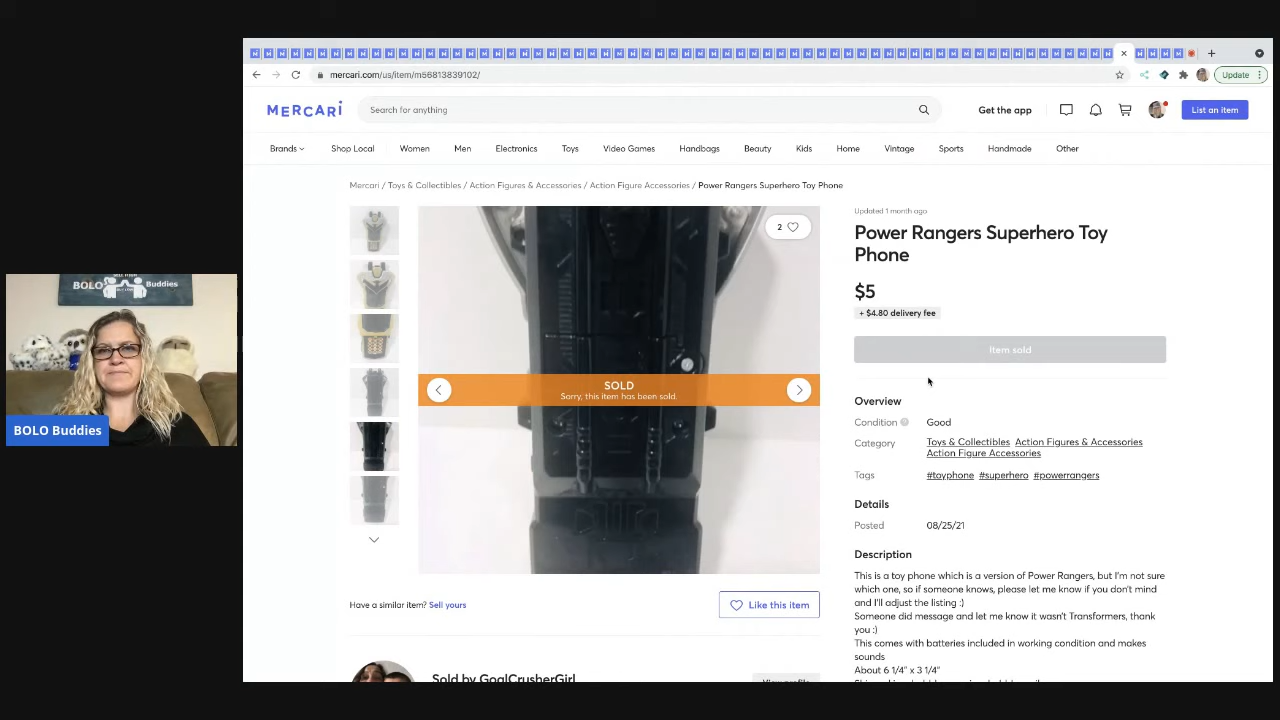 mercari.com/us/item/m56813839102/
Update
MERCARI
Search for anything
Get the app
List an item
Brands
Shop Local
Women
Men
Electronics
Toys
Video Games
Handbags
Beauty
Kids
Home
Vintage
Sports
Handmade
Other
Mercari / Toys & Collectibles / Action Figures & Accessories / Action Figure Accessories / Power Rangers Superhero Toy Phone
2
SOLD
Sorry, this item has been sold.
Have a similar item? Sell yours
Like this item
Sold by GoalCrusherGirl
View profile
Updated 1 month ago
Power Rangers Superhero Toy
Phone
$5
+ $4.80 delivery fee
Item sold
Overview
Condition Good
Category Toys & Collectibles Action Figures & Accessories
Action Figure Accessories
Tags #toyphone #superhero #powerrangers
Details
Posted 08/25/21
Description
This is a toy phone which is a version of Power Rangers, but I'm not sure
which one, so if someone knows, please let me know if you don't mind
and I'll adjust the listing :)
Someone did message and let me know it wasn't Transformers, thank
you :)
This comes with batteries included in working condition and makes
sounds
About 6 1/4" x 3 1/4"
BOLO Buddies
BOLO Buddies